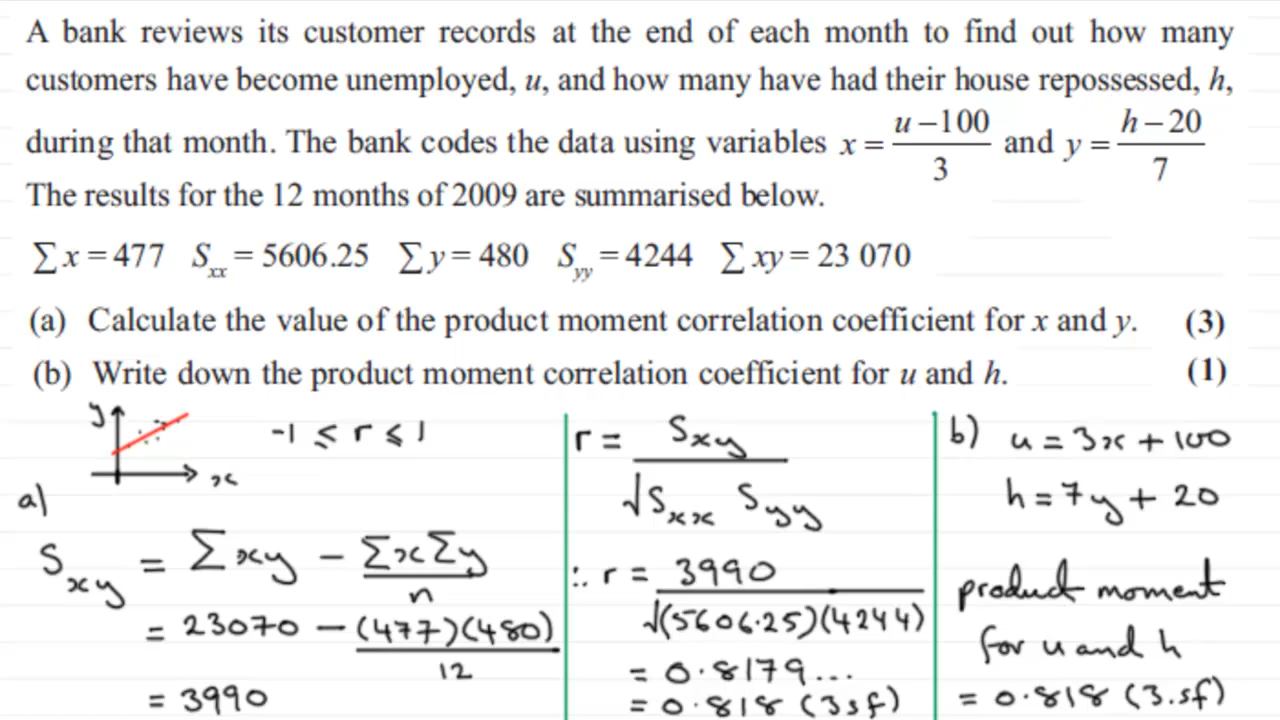 A bank reviews its customer records at the end of each month to find out how many
customers have become unemployed, u, and how many have had their house repossessed, h,
during that month. The bank codes the data using variables x = (u − 100)/3 and y = (h − 20)/7
The results for the 12 months of 2009 are summarised below.
∑x = 477 Sxx = 5606.25 ∑y = 480 Syy = 4244 ∑xy = 23 070
(a) Calculate the value of the product moment correlation coefficient for x and y. (3)
(b) Write down the product moment correlation coefficient for u and h. (1)
y
x
-1 ≤ r ≤ 1
a)
Sxy = ∑xy − ∑x∑y/n
= 23070 − (477)(480)/12
= 3990
r = Sxy/√Sxx Syy
∴ r = 3990/√(5606.25)(4244)
= 0.8179...
= 0.818 (3sf)
b) u = 3x + 100
h = 7y + 20
product moment
for u and h
= 0.818 (3.sf)